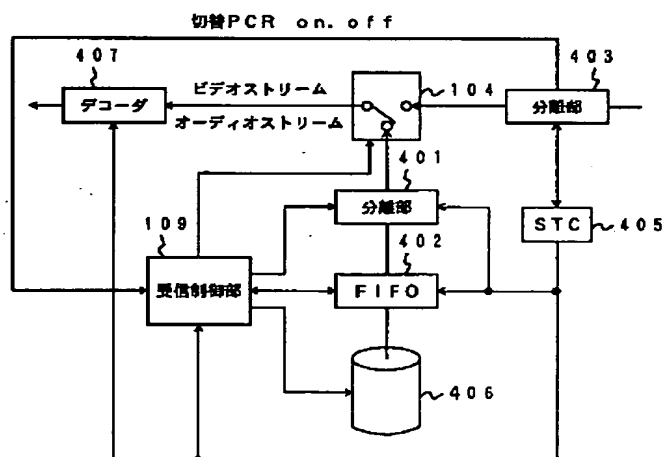 切替PCR on.off
407
403
デコーダ
ビデオストリーム
オーディオストリーム
104
分離部
401
分離部
STC
405
109
402
受信制御部
FIFO
406